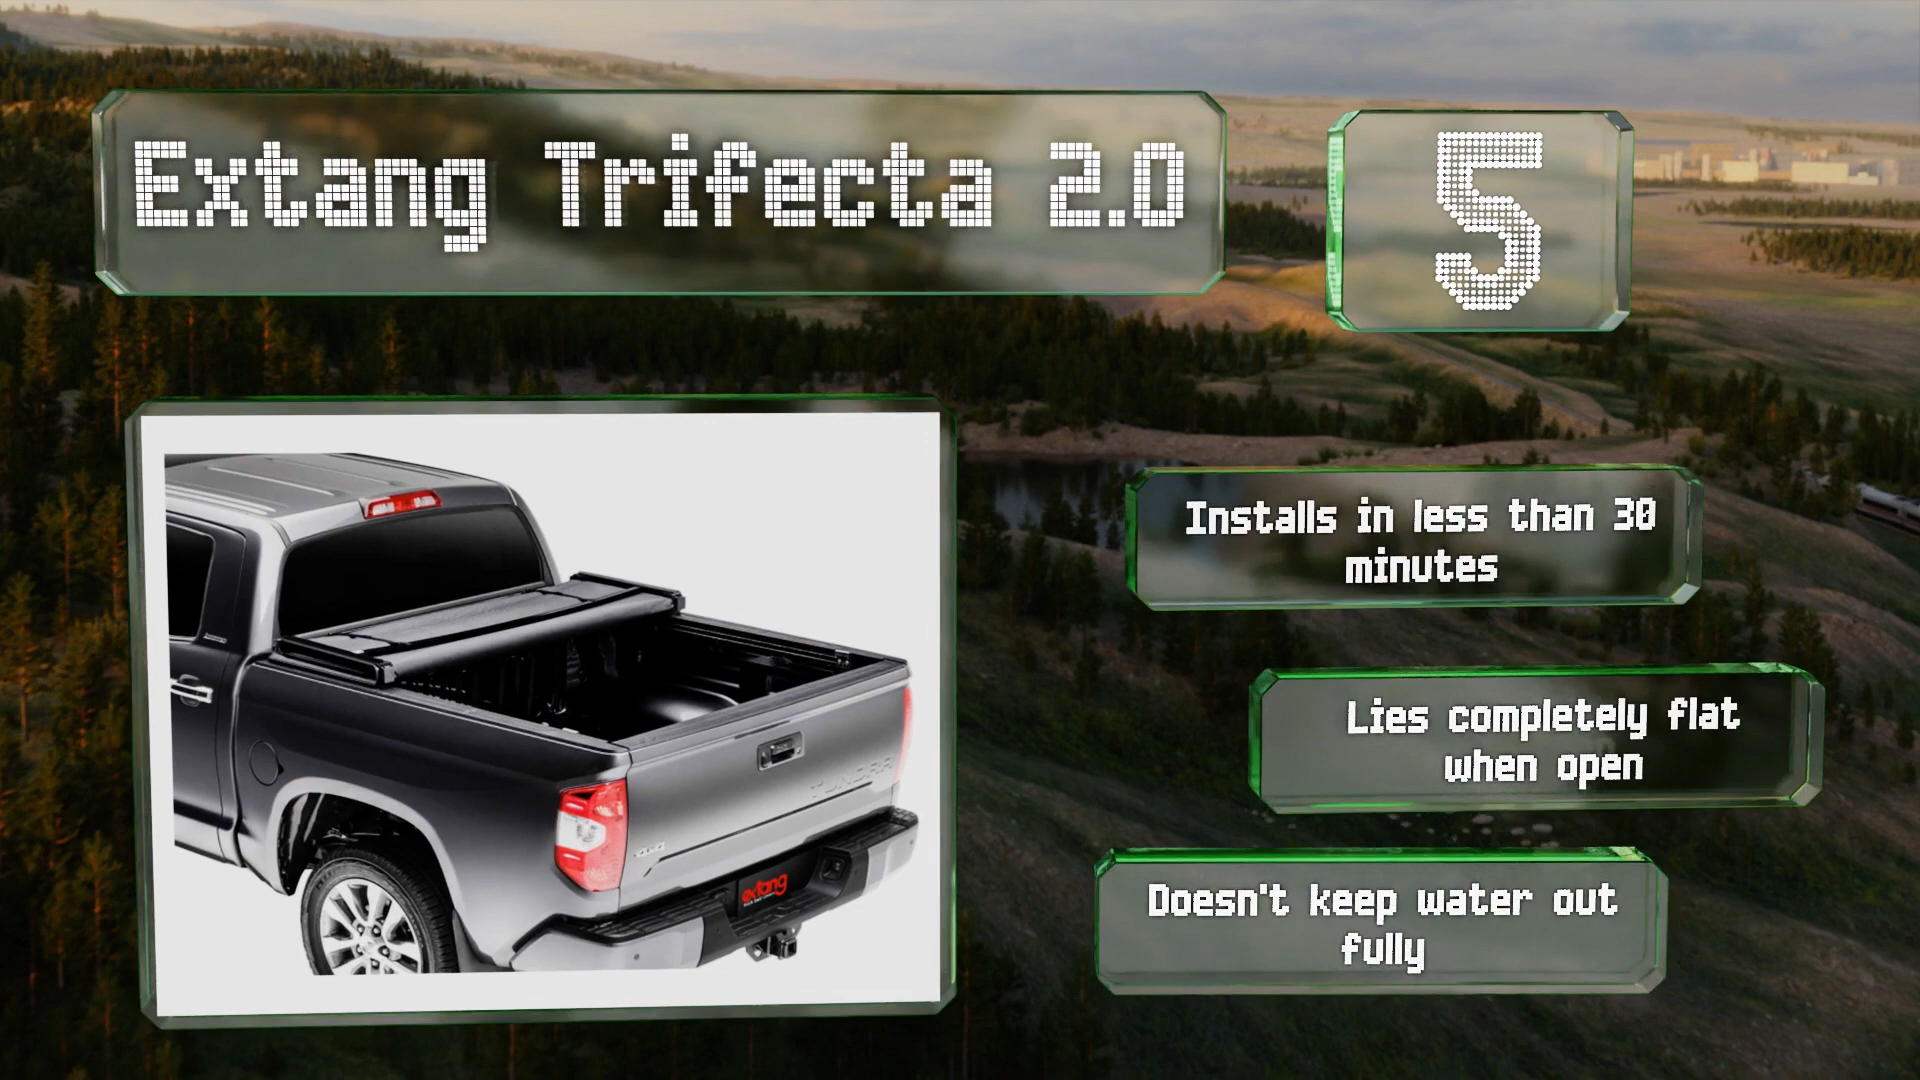 Extang Trifecta 2.0
5
Installs in less than 30
minutes
Lies completely flat
when open
TUNDRA
4x4
extang
Doesn't keep water out
fully